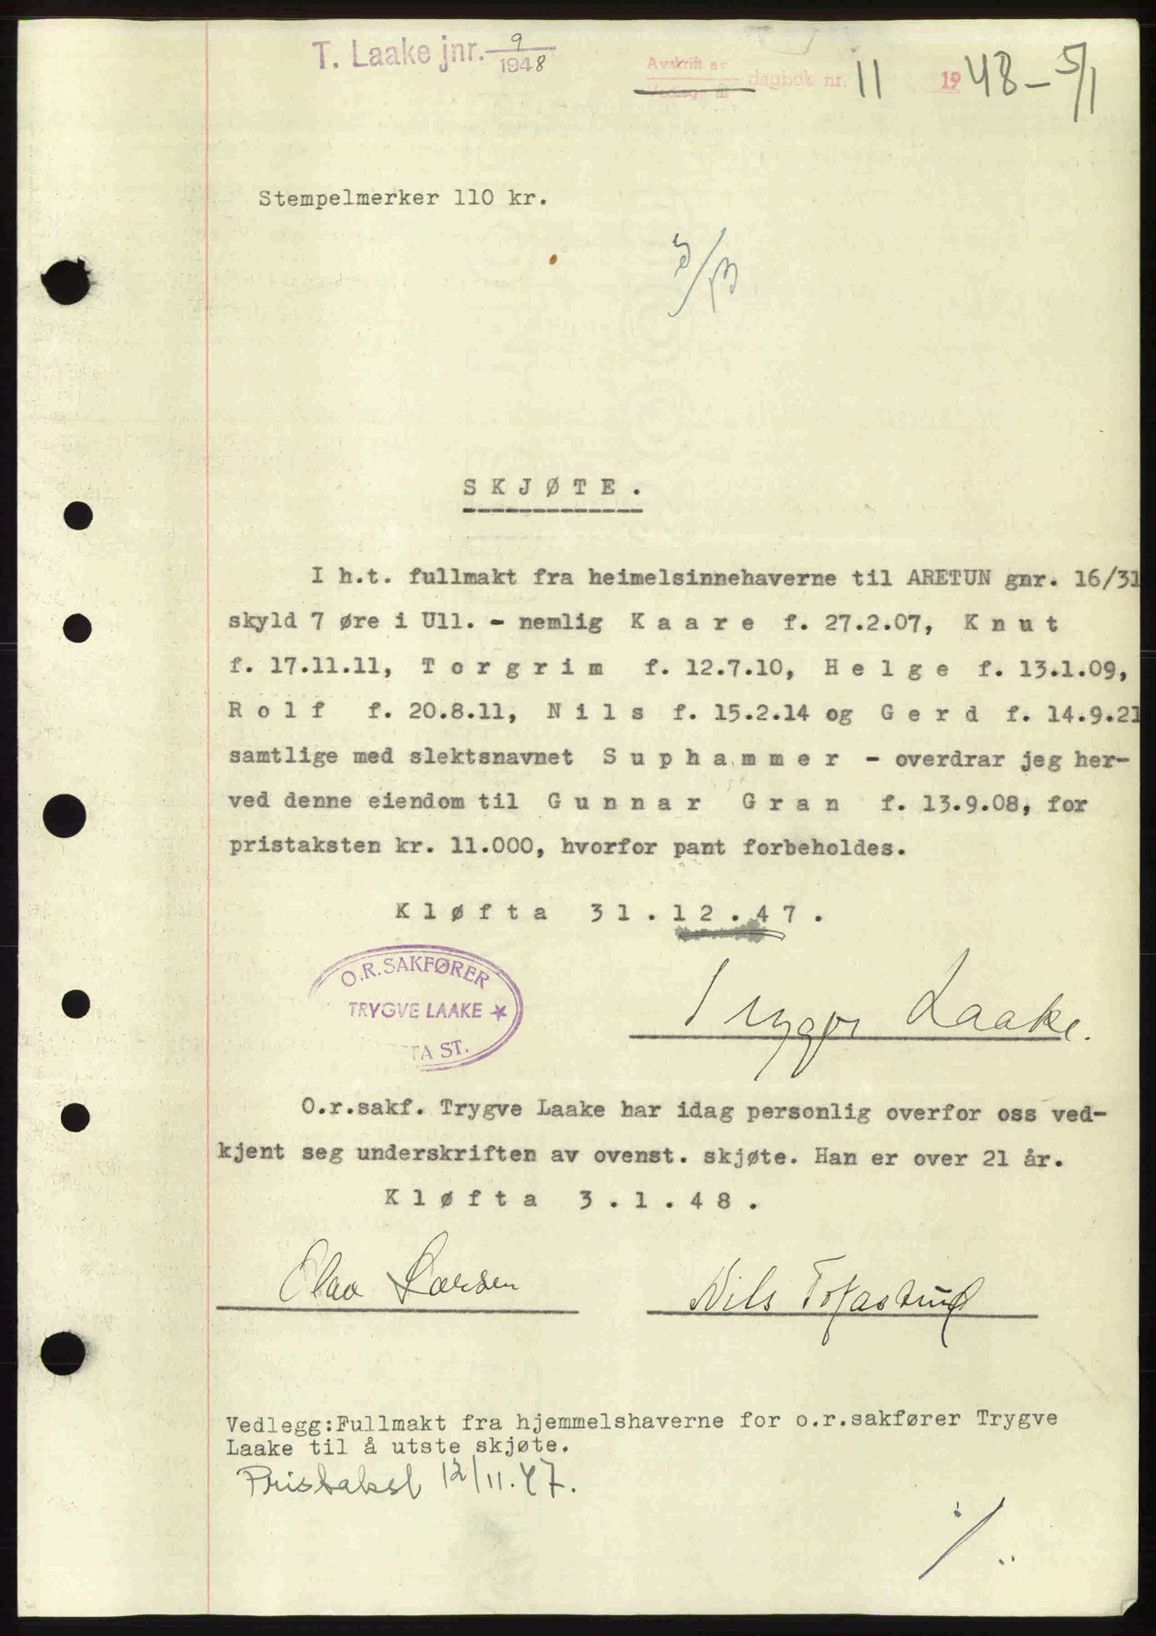 T. Laake jnr. 9/1948
Avskrift av dagbok nr. 11 1948 - 5/1
Stempelmerker 110 kr.
SKJØTE.
I h.t. fullmakt fra heimelsinnehaverne til ARETUN gnr. 16/31
skyld 7 øre i Ull. - nemlig Kaare f. 27.2.07, Knut
f. 17.11.11, Torgrim f. 12.7.10, Helge f. 13.1.09,
Rolf f. 20.8.11, Nils f. 15.2.14 og Gerd f. 14.9.21
samtlige med slektsnavnet Suphammer - overdrar jeg her-
ved denne eiendom til Gunnar Gran f. 13.9.08, for
pristaksten kr. 11.000, hvorfor pant forbeholdes.
Kløfta 31.12.47.
O.R. SAKFØRER
TRYGVE LAAKE
TA ST.
Trygve Laake.
O.r.sakf. Trygve Laake har idag personlig overfor oss ved-
kjent seg underskriften av ovenst. skjøte. Han er over 21 år.
Kløfta 3.1.48.
Olav Larsen Nils
Vedlegg:Fullmakt fra hjemmelshaverne for o.r.sakfører Trygve
Laake til å utste skjøte.
Pristakst 12/11.47.